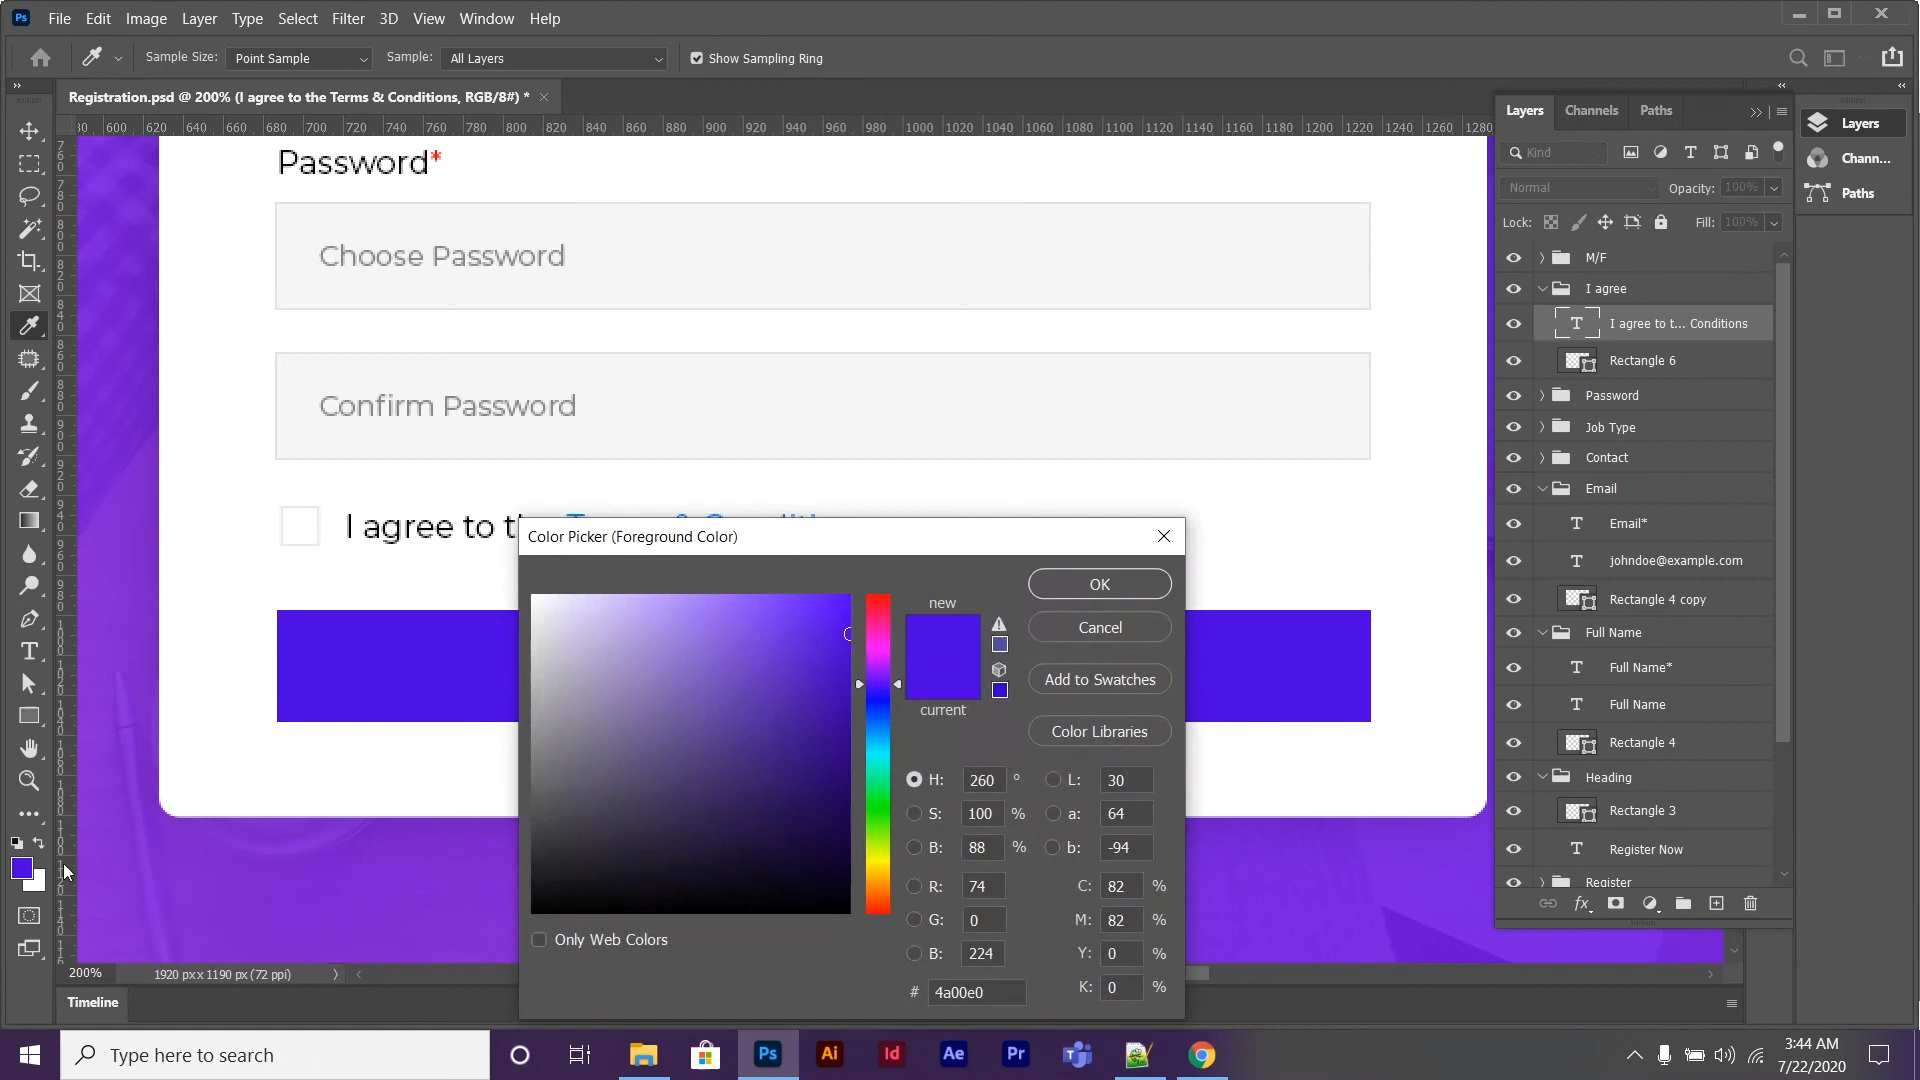 Ps File Edit Image Layer Type Select Filter 3D View Window Help
Sample Size: Point Sample Sample: All Layers Show Sampling Ring
Registration.psd @ 200% (I agree to the Terms & Conditions, RGB/8#) *
600 620 640 660 680 700 720 740 760 780 800 820 840 860 880 900 920 940 960 980 1000 1020 1040 1060 1080 1100 1120 1140 1160 1180 1200 1220 1240 1260 1280
Password*
Choose Password
Confirm Password
I agree to
Color Picker (Foreground Color)
new
current
OK
Cancel
Add to Swatches
Color Libraries
H: 260 ° L: 30
S: 100 % a: 64
B: 88 % b: -94
R: 74 C: 82 %
G: 0 M: 82 %
B: 224 Y: 0 %
# 4a00e0 K: 0 %
Only Web Colors
Layers Channels Paths
Kind
Normal Opacity: 100%
Lock: Fill: 100%
M/F
I agree
T I agree to t... Conditions
Rectangle 6
Password
Job Type
Contact
Email
T Email*
T johndoe@example.com
Rectangle 4 copy
Full Name
T Full Name*
T Full Name
Rectangle 4
Heading
Rectangle 3
T Register Now
Register
fx
Layers
Chann...
Paths
200% 1920 px x 1190 px (72 ppi)
Timeline
Type here to search
Ps Ai Id Ae Pr
3:44 AM
7/22/2020